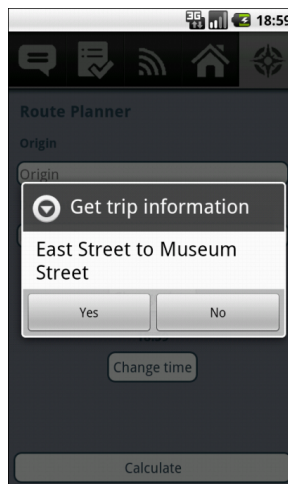 3G 18:59
Route Planner
Origin
Origin
Get trip information
East Street to Museum
Street
Yes No
Change time
Calculate